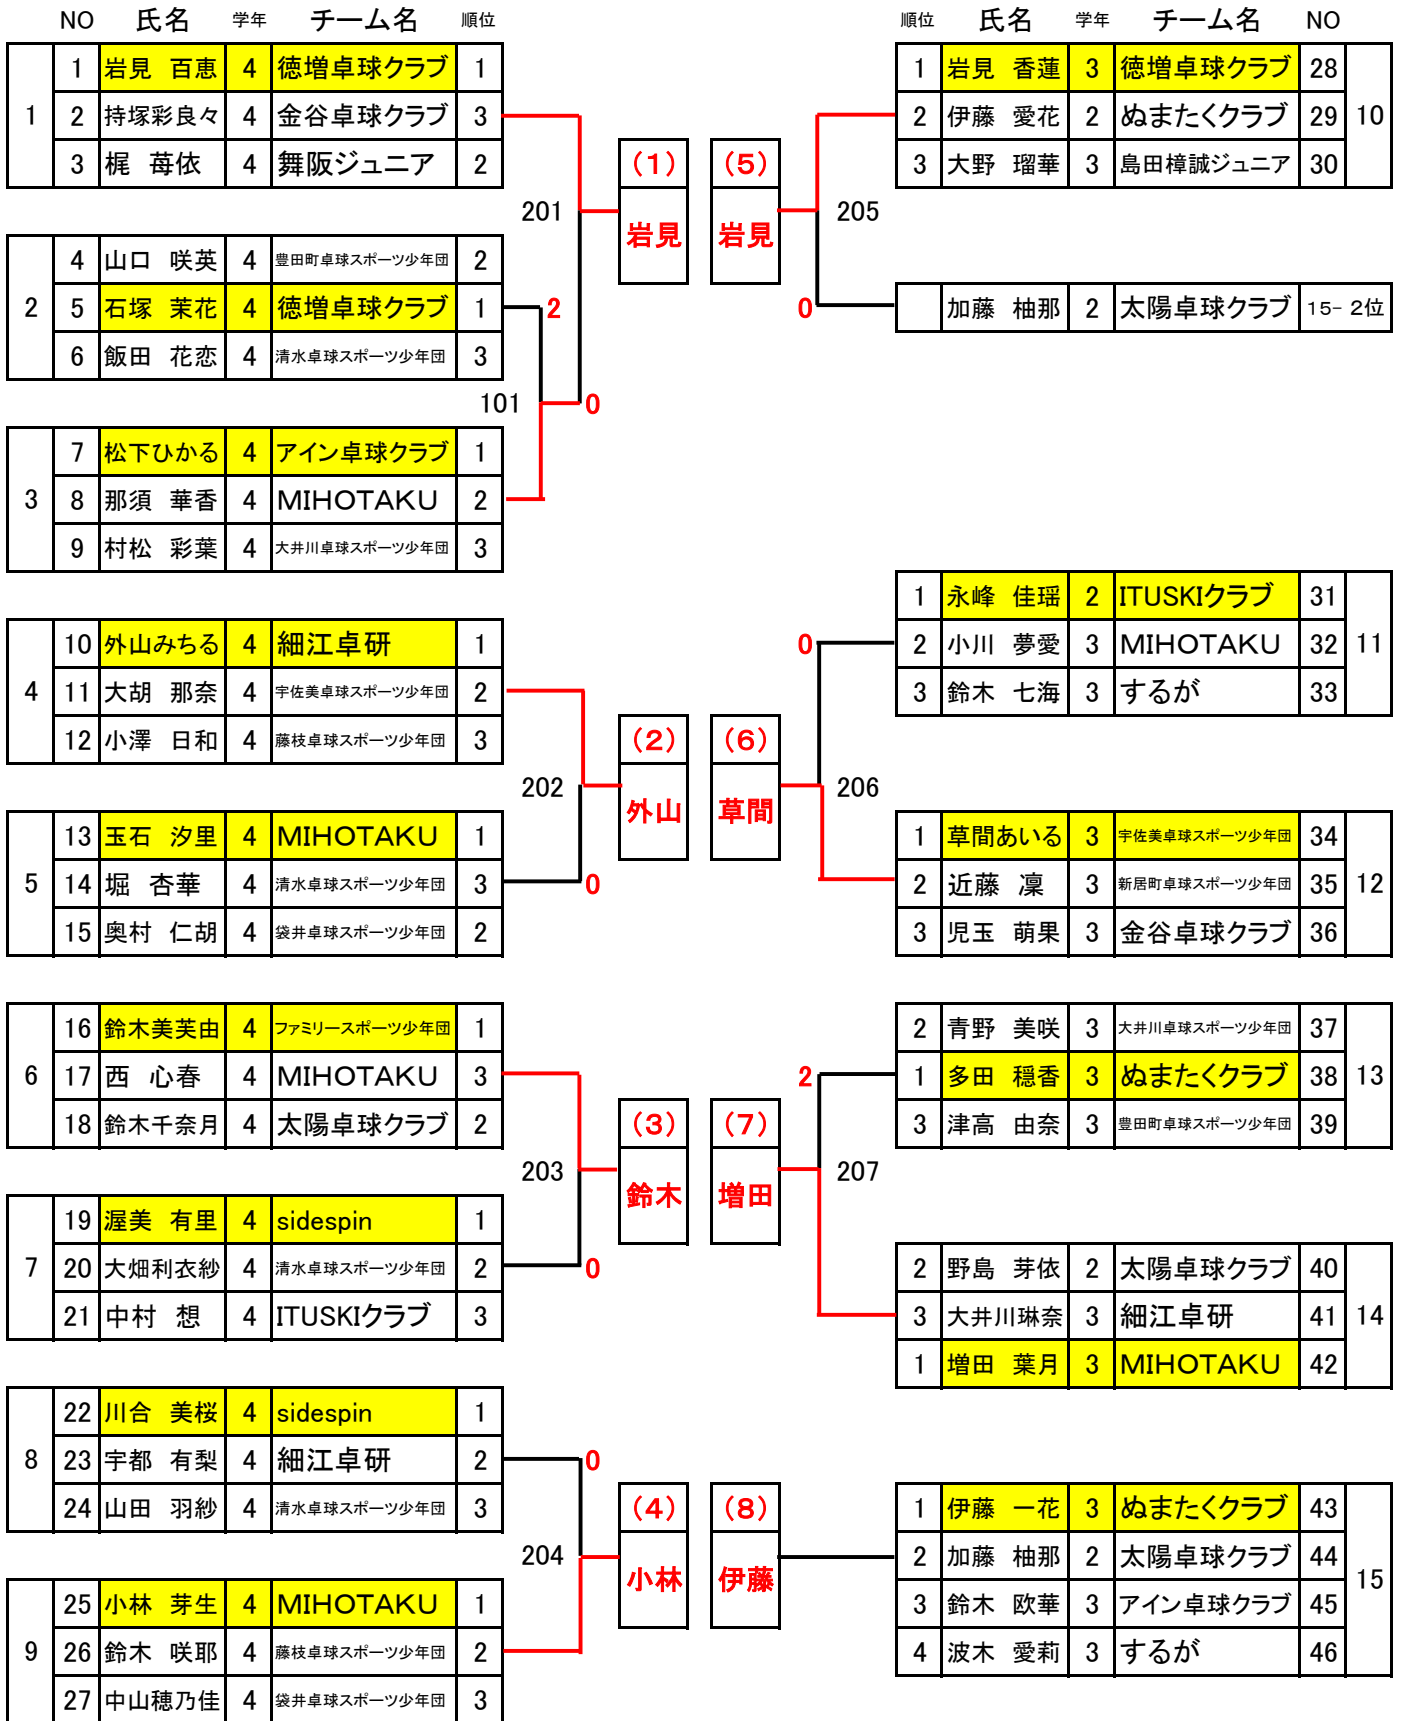 NO 氏名 学年 チーム名 順位
1
1 岩見 百恵 4 徳増卓球クラブ 1
2 持塚彩良々 4 金谷卓球クラブ 3
3 梶 苺依 4 舞阪ジュニア 2
201
2
4 山口 咲英 4 豊田町卓球スポーツ少年団 2
5 石塚 茉花 4 徳増卓球クラブ 1
6 飯田 花恋 4 清水卓球スポーツ少年団 3
2
101
0
3
7 松下ひかる 4 アイン卓球クラブ 1
8 那須 華香 4 MIHOTAKU 2
9 村松 彩葉 4 大井川卓球スポーツ少年団 3
(1)
岩見
4
10 外山みちる 4 細江卓研 1
11 大胡 那奈 4 宇佐美卓球スポーツ少年団 2
12 小澤 日和 4 藤枝卓球スポーツ少年団 3
202
5
13 玉石 汐里 4 MIHOTAKU 1
14 堀 杏華 4 清水卓球スポーツ少年団 3
15 奥村 仁胡 4 袋井卓球スポーツ少年団 2
0
(2)
外山
6
16 鈴木美芙由 4 ファミリースポーツ少年団 1
17 西 心春 4 MIHOTAKU 3
18 鈴木千奈月 4 太陽卓球クラブ 2
203
7
19 渥美 有里 4 sidespin 1
20 大畑利衣紗 4 清水卓球スポーツ少年団 2
21 中村 想 4 ITUSKIクラブ 3
0
(3)
鈴木
8
22 川合 美桜 4 sidespin 1
23 宇都 有梨 4 細江卓研 2
24 山田 羽紗 4 清水卓球スポーツ少年団 3
0
204
9
25 小林 芽生 4 MIHOTAKU 1
26 鈴木 咲耶 4 藤枝卓球スポーツ少年団 2
27 中山穂乃佳 4 袋井卓球スポーツ少年団 3
(4)
小林
順位 氏名 学年 チーム名 NO
1 岩見 香蓮 3 徳増卓球クラブ 28
2 伊藤 愛花 2 ぬまたくクラブ 29
3 大野 瑠華 3 島田樟誠ジュニア 30
10
(5)
岩見
205
0
加藤 柚那 2 太陽卓球クラブ 15- 2位
1 永峰 佳瑶 2 ITUSKIクラブ 31
2 小川 夢愛 3 MIHOTAKU 32
3 鈴木 七海 3 するが 33
11
0
(6)
草間
206
1 草間あいる 3 宇佐美卓球スポーツ少年団 34
2 近藤 凜 3 新居町卓球スポーツ少年団 35
3 児玉 萌果 3 金谷卓球クラブ 36
12
2 青野 美咲 3 大井川卓球スポーツ少年団 37
1 多田 穏香 3 ぬまたくクラブ 38
3 津高 由奈 3 豊田町卓球スポーツ少年団 39
13
2
(7)
増田
207
2 野島 芽依 2 太陽卓球クラブ 40
3 大井川琳奈 3 細江卓研 41
1 増田 葉月 3 MIHOTAKU 42
14
(8)
伊藤
1 伊藤 一花 3 ぬまたくクラブ 43
2 加藤 柚那 2 太陽卓球クラブ 44
3 鈴木 欧華 3 アイン卓球クラブ 45
4 波木 愛莉 3 するが 46
15